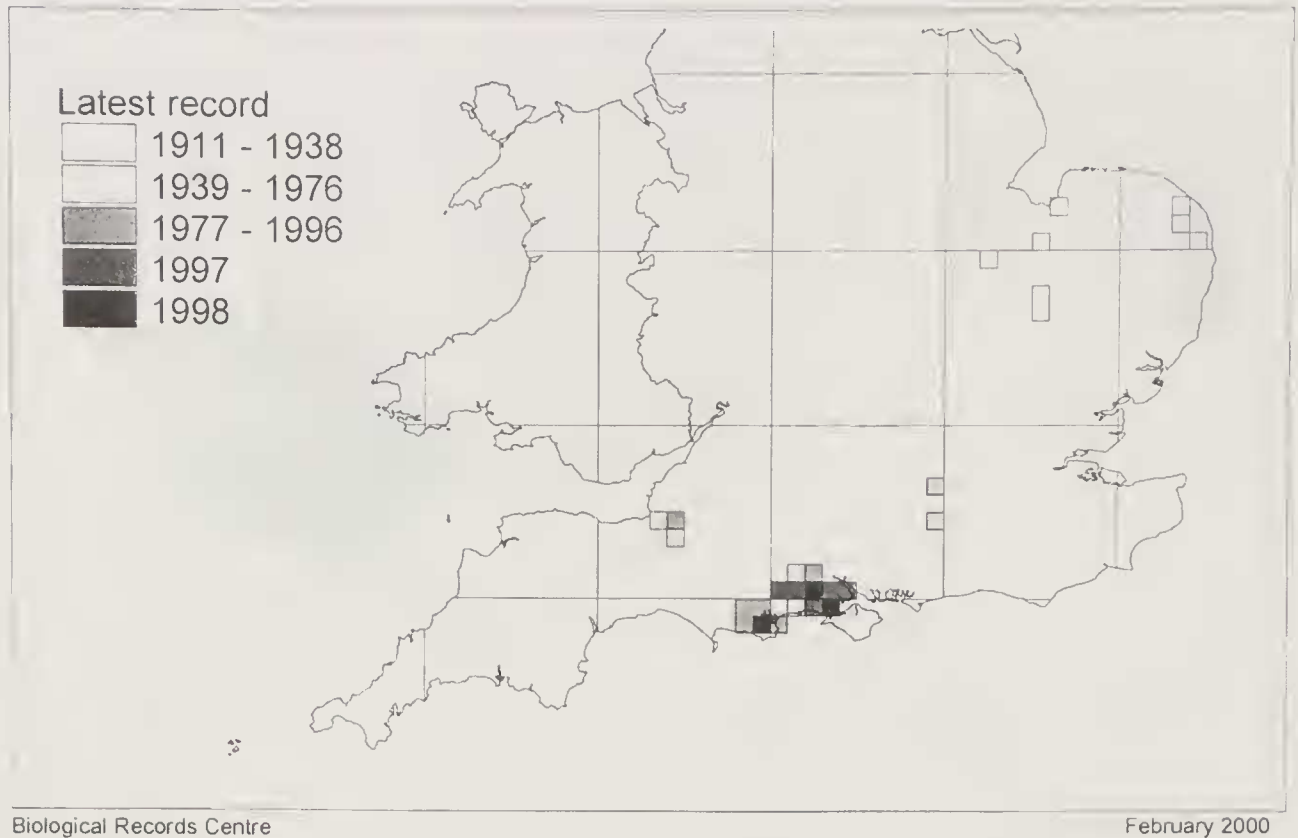 Latest record
1911 - 1938
1939 - 1976
1977 - 1996
1997
1998
Biological Records Centre
February 2000